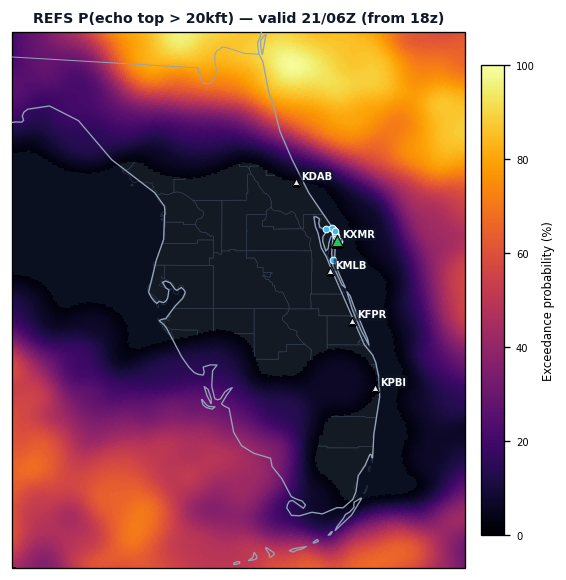 REFS P(echo top > 20kft) — valid 21/06Z (from 18z)
KDAB
KXMR
KMLB
KFPR
KPBI
100
80
60
40
20
0
Exceedance probability (%)